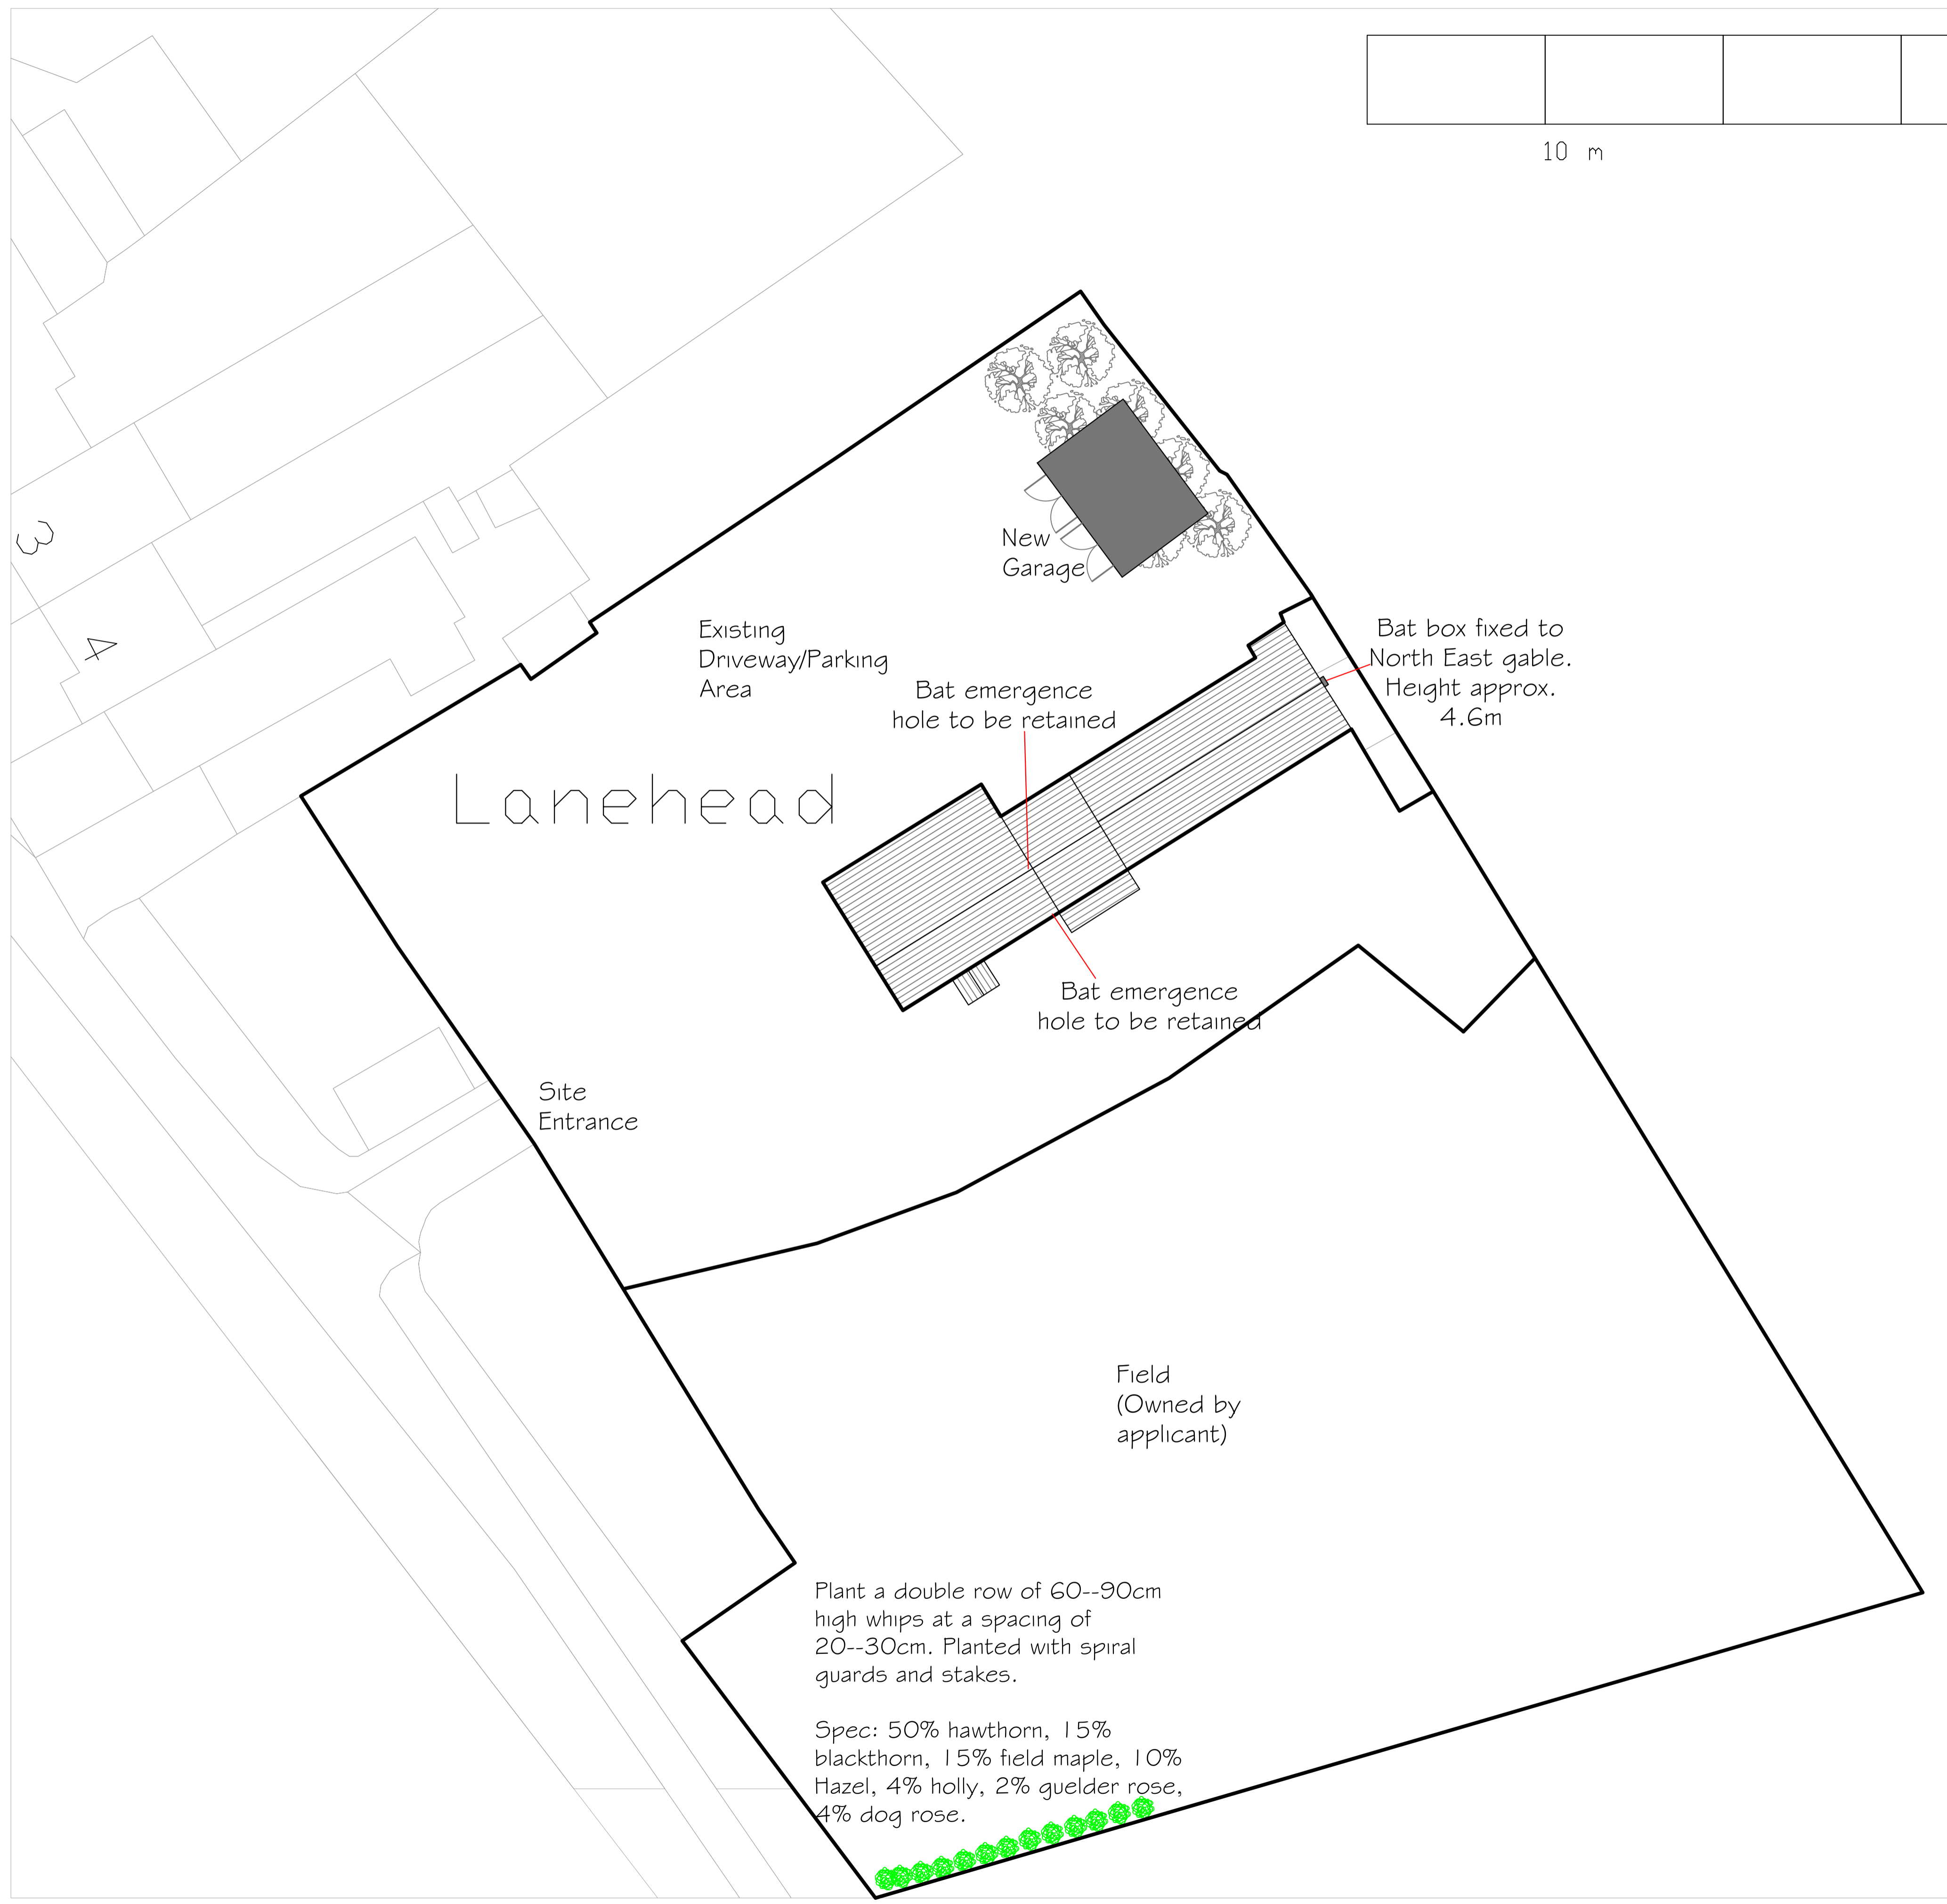 10 m
3
New
Garage
Existing
Driveway/Parking
Area
4
Bat box fixed to
North East gable.
Height approx.
4.6m
Bat emergence
hole to be retained
Lanehead
Bat emergence
hole to be retained
Site
Entrance
Field
(Owned by
applicant)
Plant a double row of 60--90cm
high whips at a spacing of
20--30cm. Planted with spiral
guards and stakes.
Spec: 50% hawthorn, 15%
blackthorn, 15% field maple, 10%
Hazel, 4% holly, 2% guelder rose,
4% dog rose.